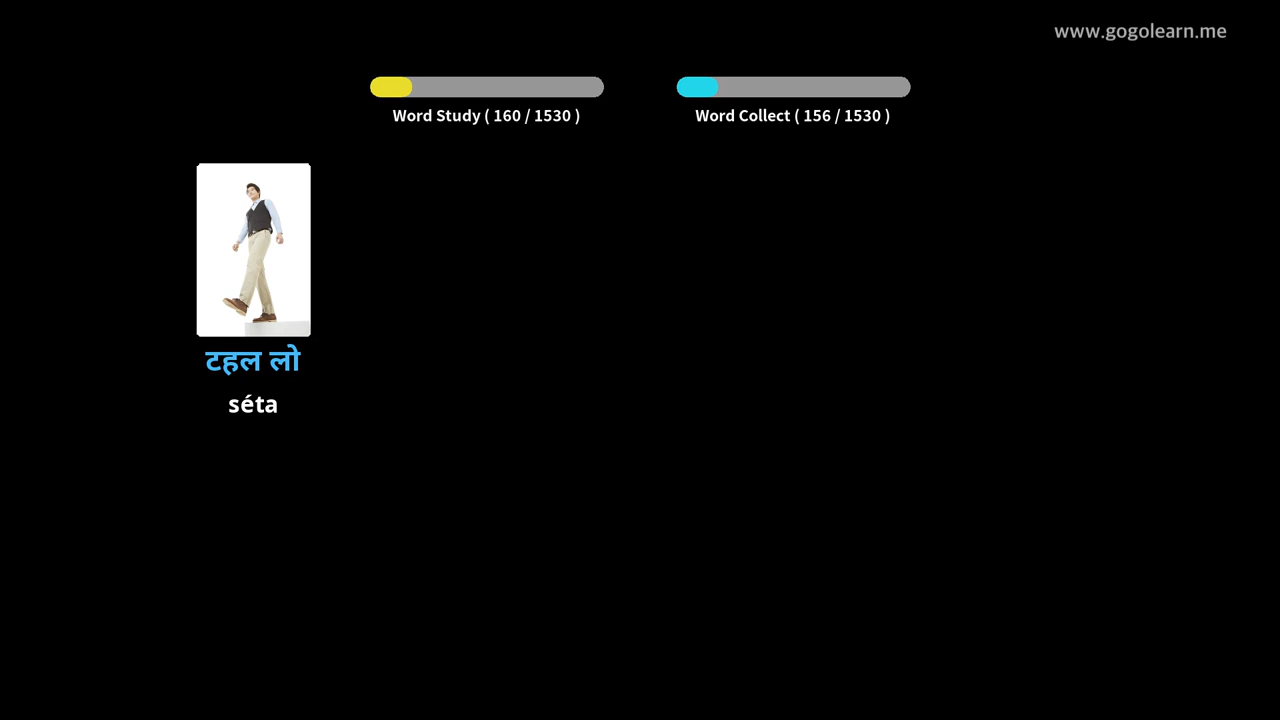 www.gogolearn.me
Word Study ( 160 / 1530 )
Word Collect ( 156 / 1530 )
टहल लो
séta